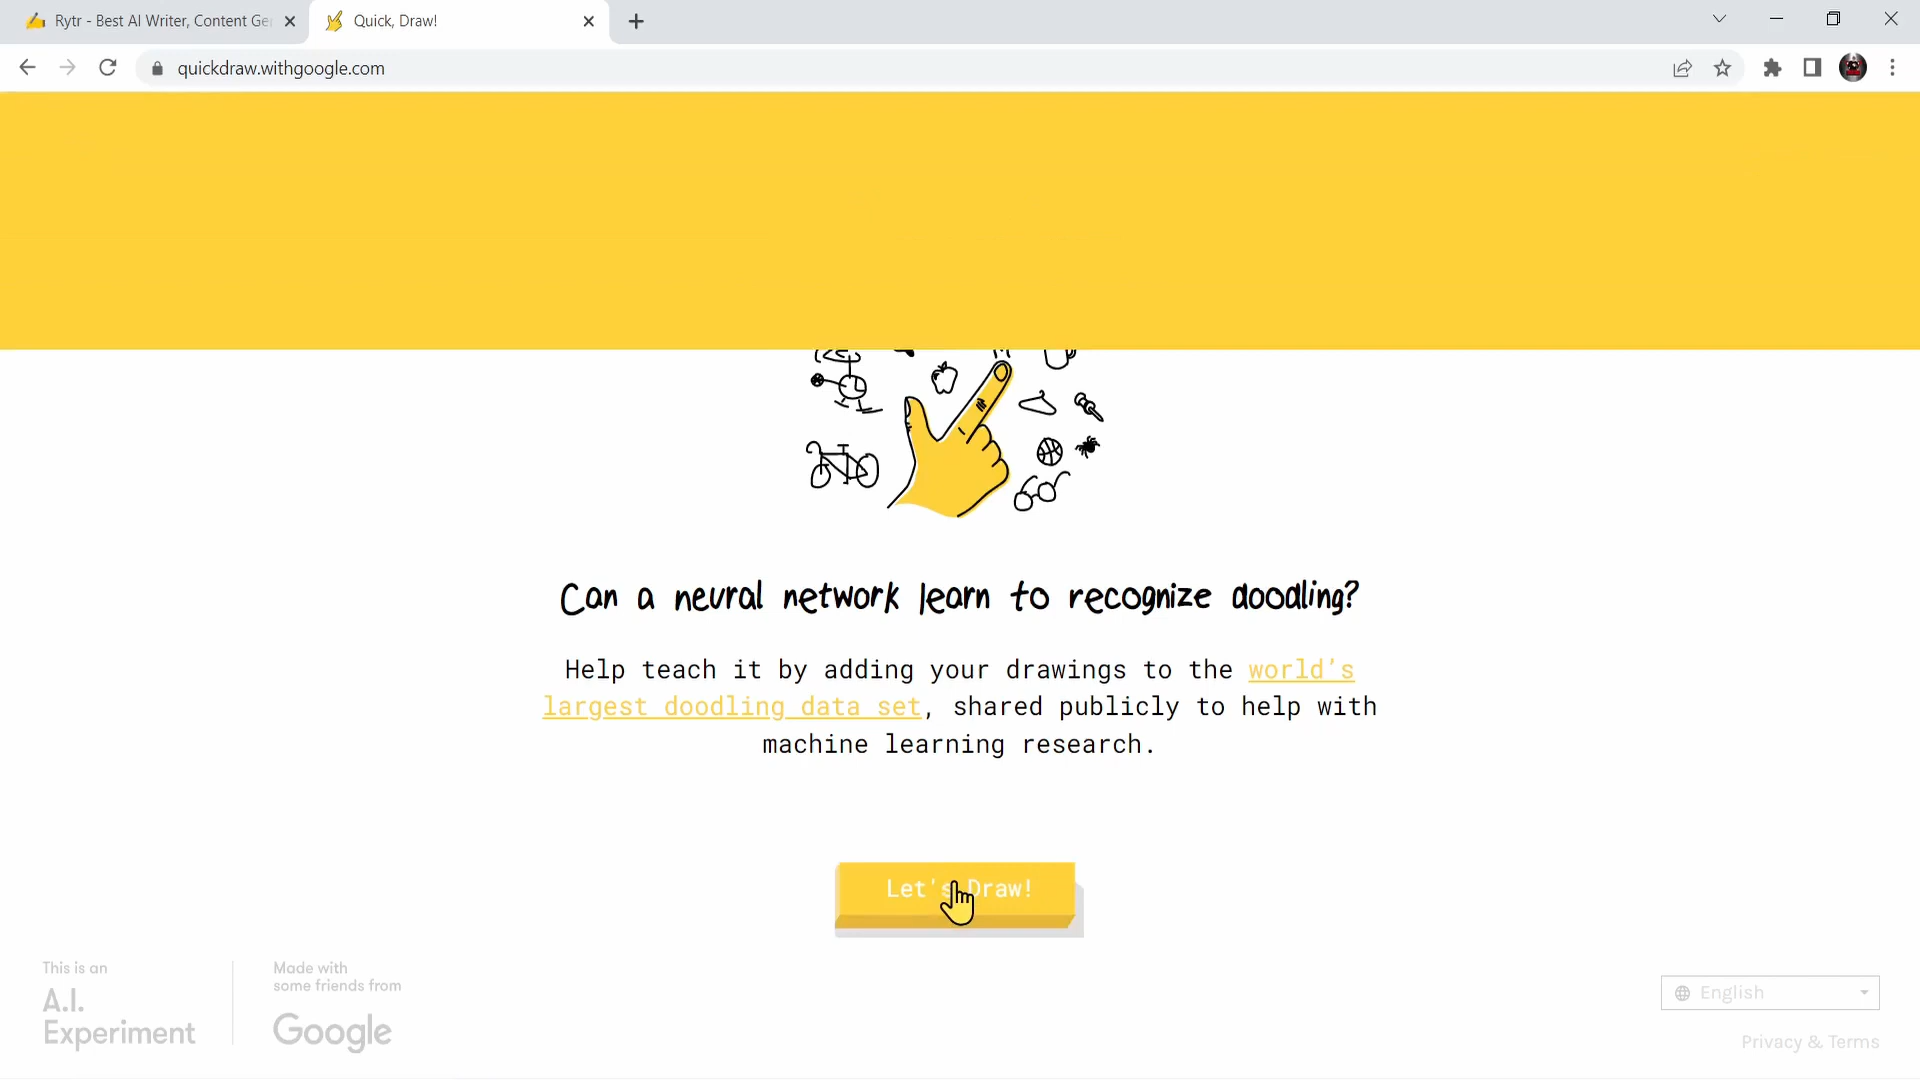 Rytr - Best AI Writer, Content Ge
Quick, Draw!
quickdraw.withgoogle.com
Can a neural network learn to recognize doodling?
Help teach it by adding your drawings to the world's
largest doodling data set, shared publicly to help with
machine learning research.
Let's Draw!
This is an
A.I.
Experiment
Made with
some friends from
Google
English
Privacy & Terms